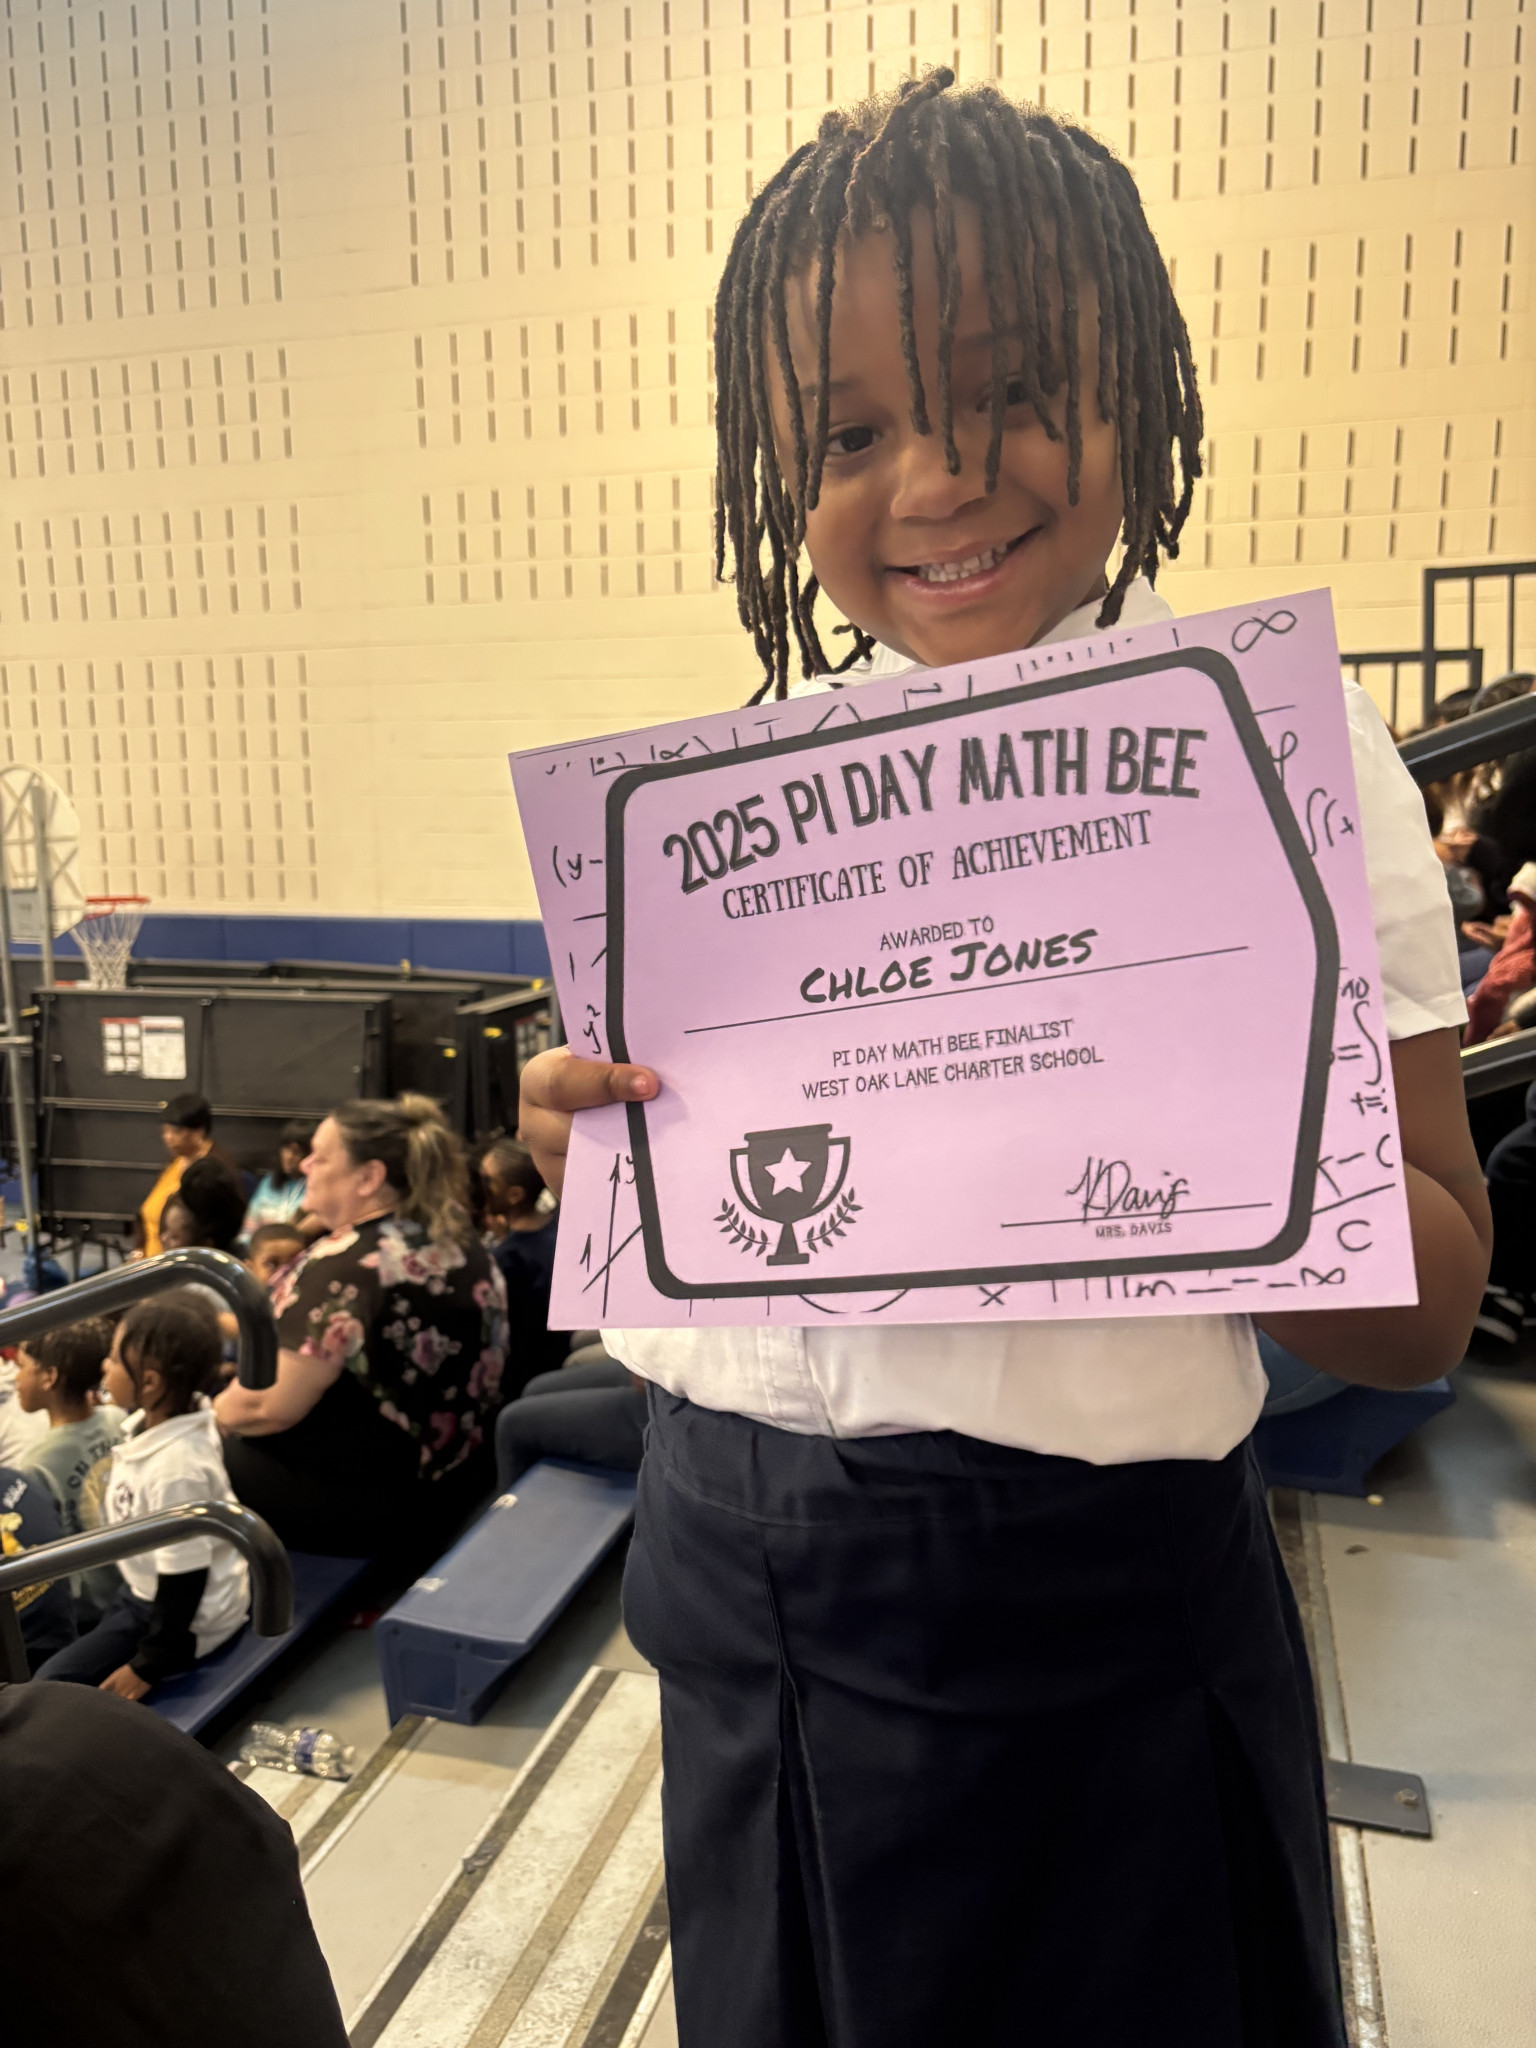 2025 PI DAY MATH BEE
CERTIFICATE OF ACHIEVEMENT
AWARDED TO
CHLOE JONES
PI DAY MATH BEE FINALIST
WEST OAK LANE CHARTER SCHOOL
KDavis
MRS. DAVIS